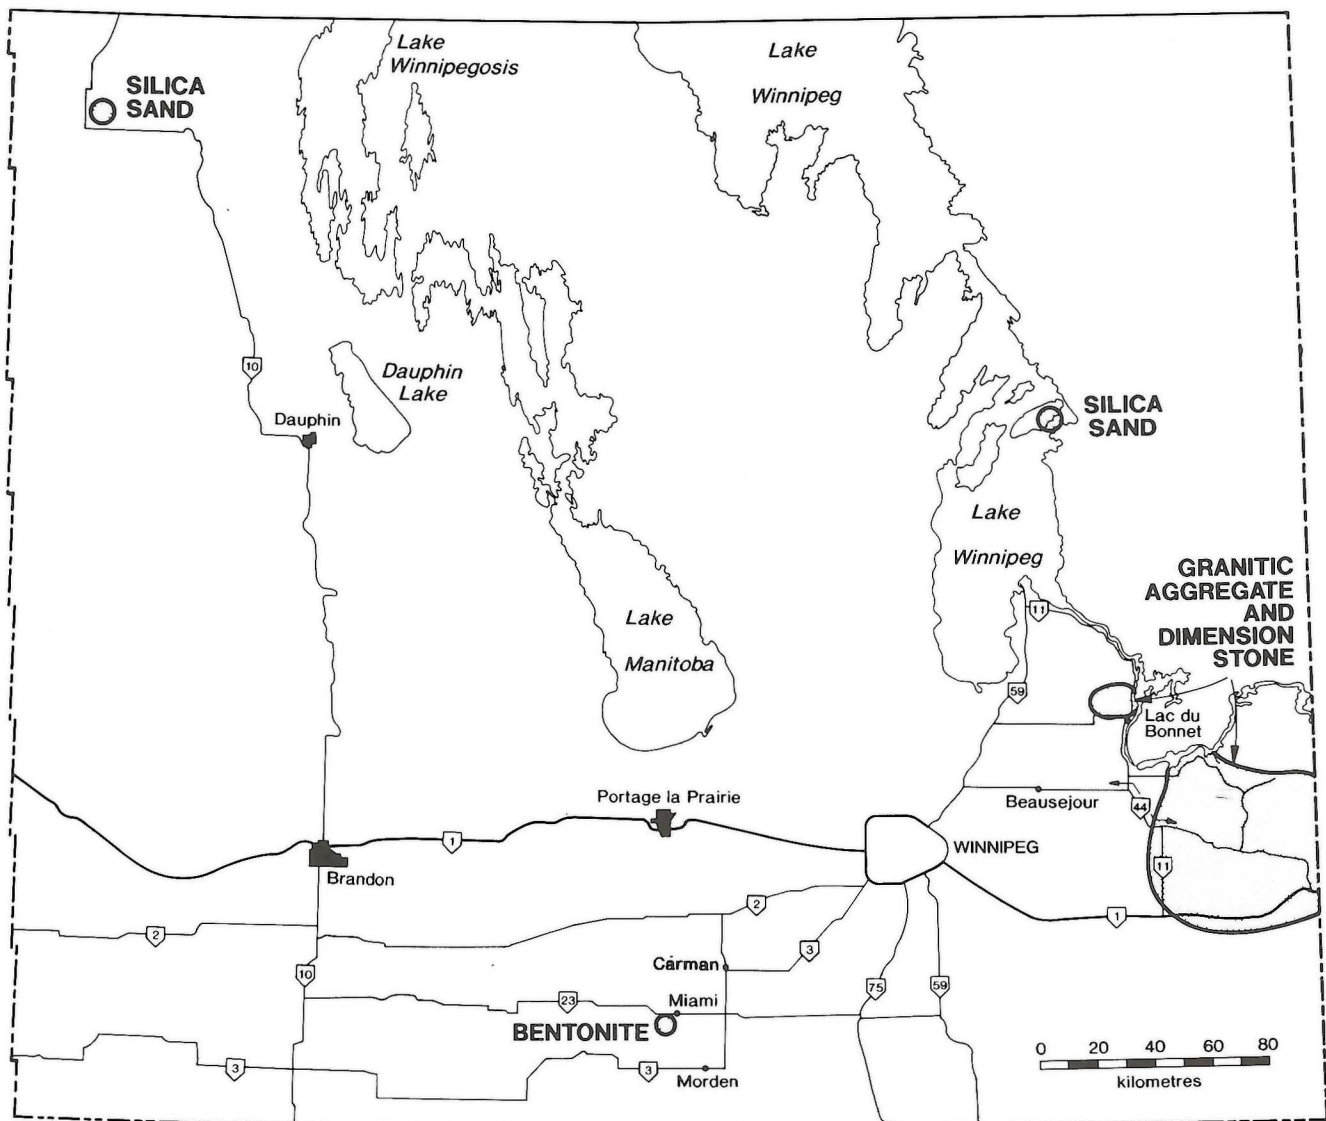 Lake
Winnipegosis
Lake
Winnipeg
SILICA
SAND
10
Dauphin
Lake
Dauphin
SILICA
SAND
Lake
Winnipeg
GRANITIC
AGGREGATE
AND
DIMENSION
STONE
11
Lake
Manitoba
59
Lac du
Bonnet
Portage la Prairie
Beausejour
44
1
WINNIPEG
11
Brandon
2
1
2
3
Cárman
10
75
59
23
Miami
BENTONITE
0 20 40 60 80
kilometres
3
3
Morden